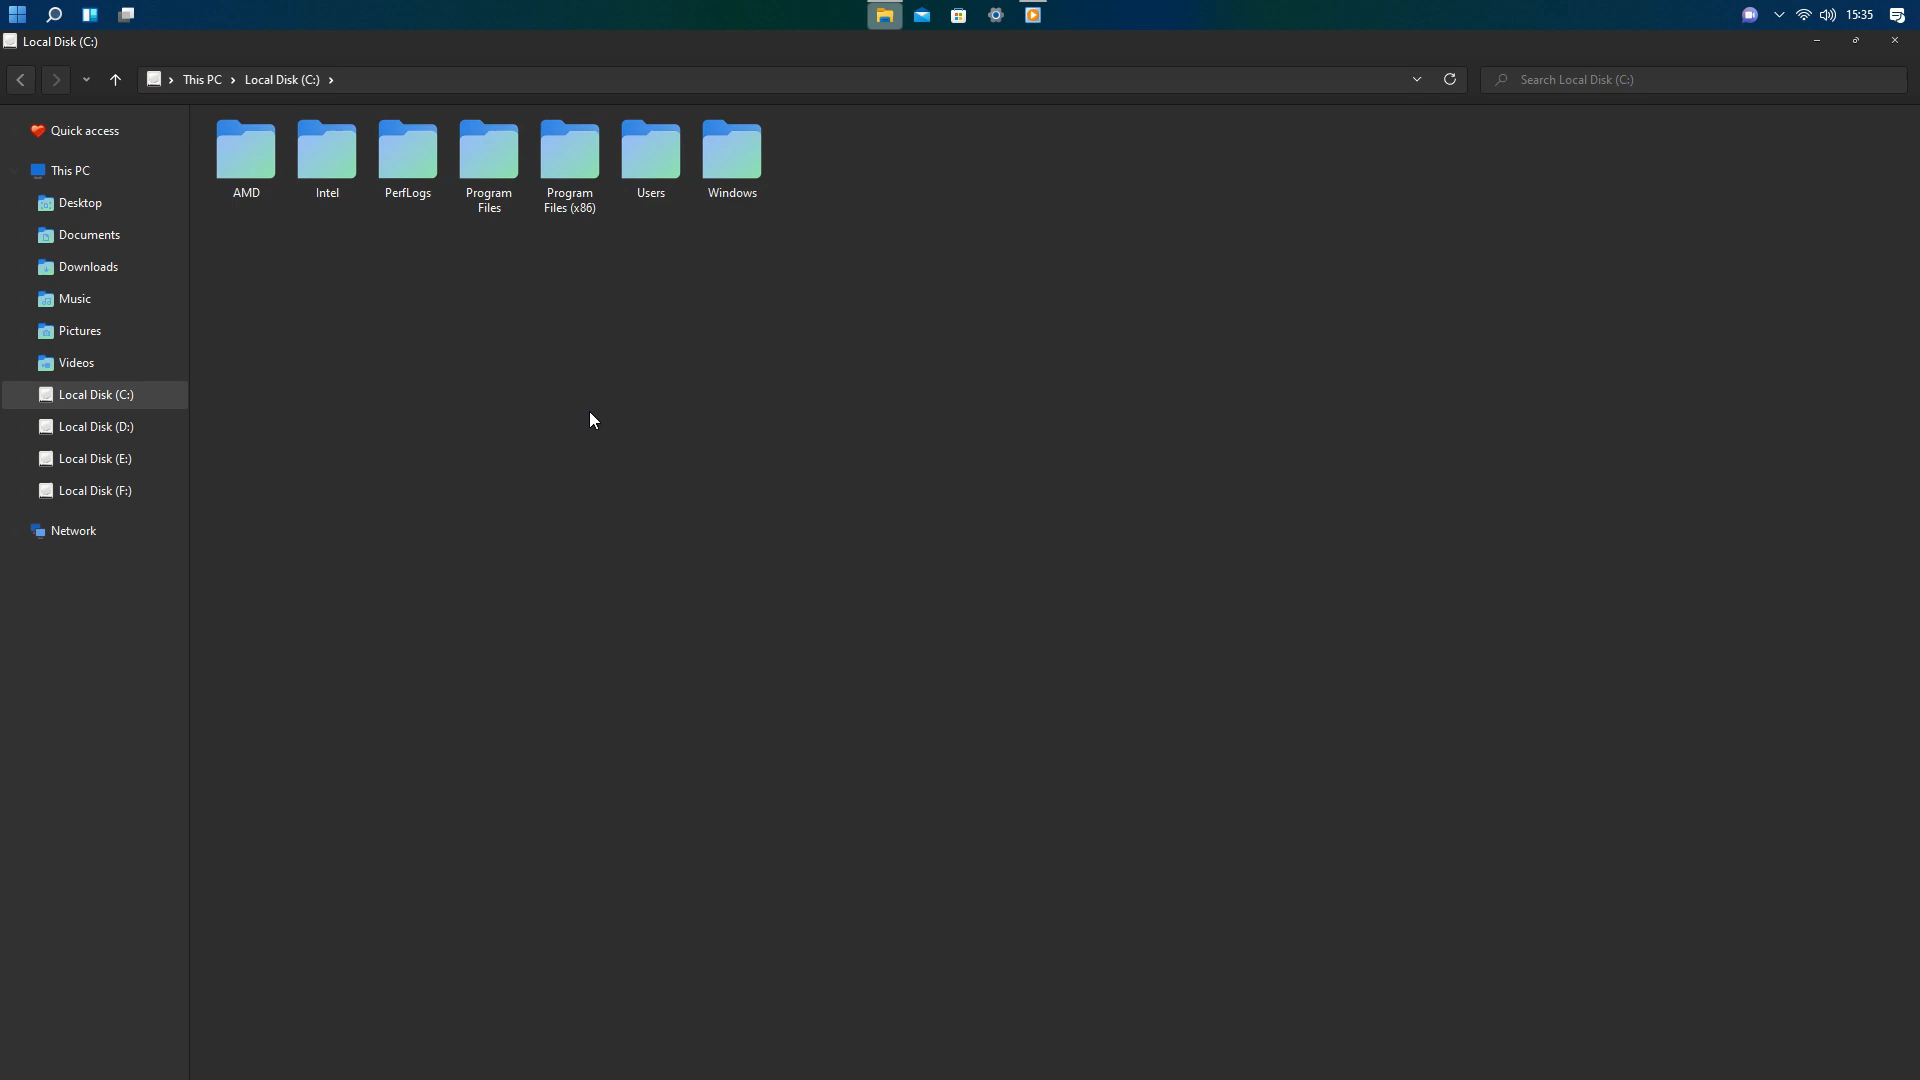 15:35
Local Disk (C:)
This PC
Local Disk (C:)
Search Local Disk (C:)
Quick access
This PC
Desktop
Documents
Downloads
Music
Pictures
Videos
Local Disk (C:)
Local Disk (D:)
Local Disk (E:)
Local Disk (F:)
Network
AMD
Intel
PerfLogs
Program
Files
Program
Files (x86)
Users
Windows